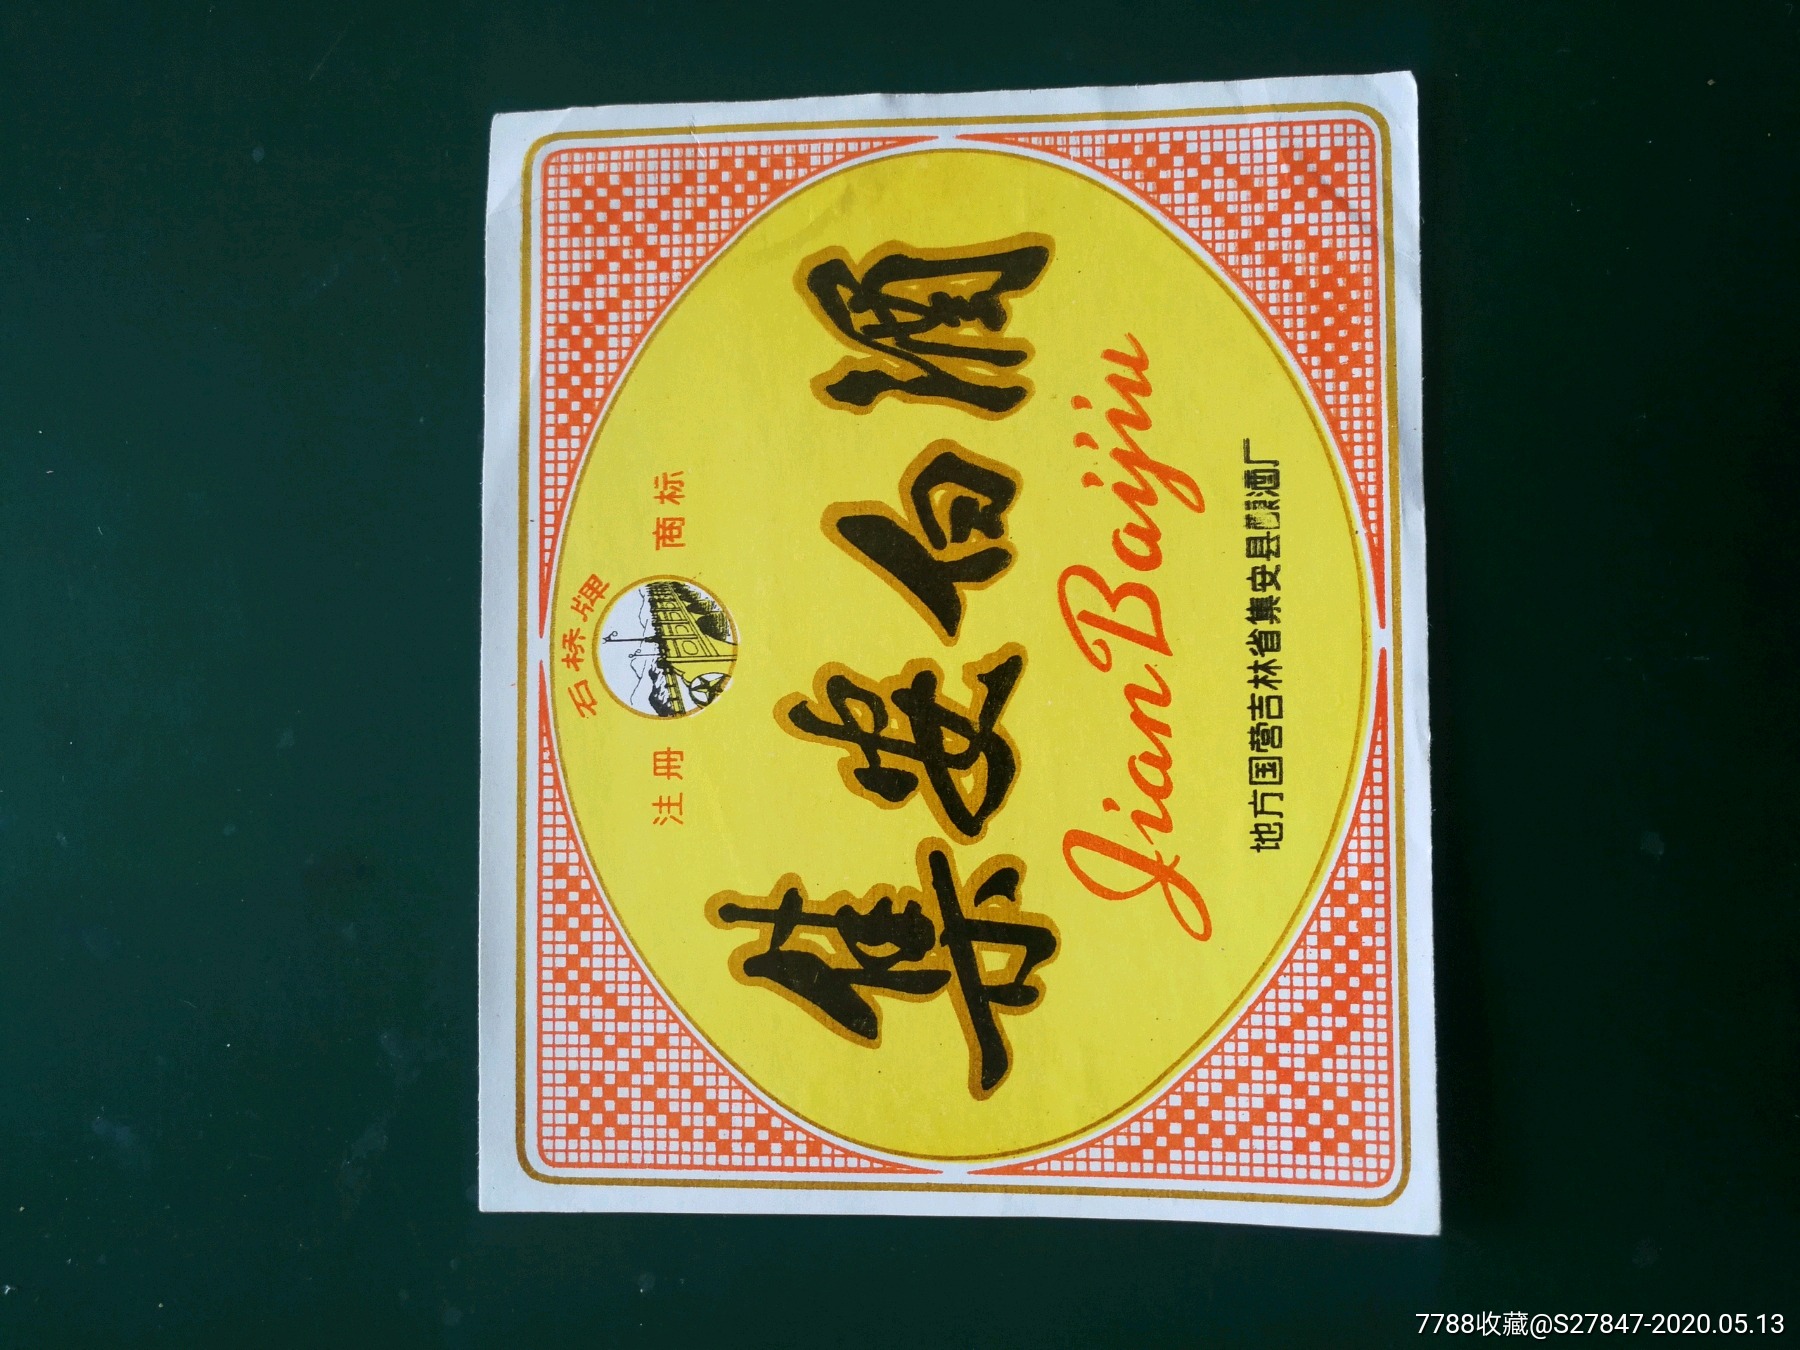 石桥牌
注册 商标
集安白酒
Jian Baijiu
地方国营吉林省集安县酿酒厂
7788收藏@S27847-2020.05.13